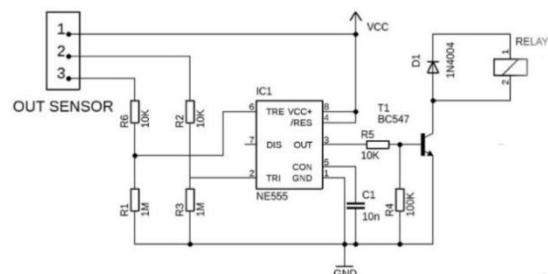 1
2
3
OUT SENSOR
VCC
R6
10K
R2
10K
R1
1M
R3
1M
IC1
6
TRE
VCC+
8
/RES
4
7
DIS
OUT
3
CON
5
2
TRI
GND
1
NE555
R5
10K
C1
10n
R4
100K
T1
BC547
D1
1N4004
RELAY
1
2
GND